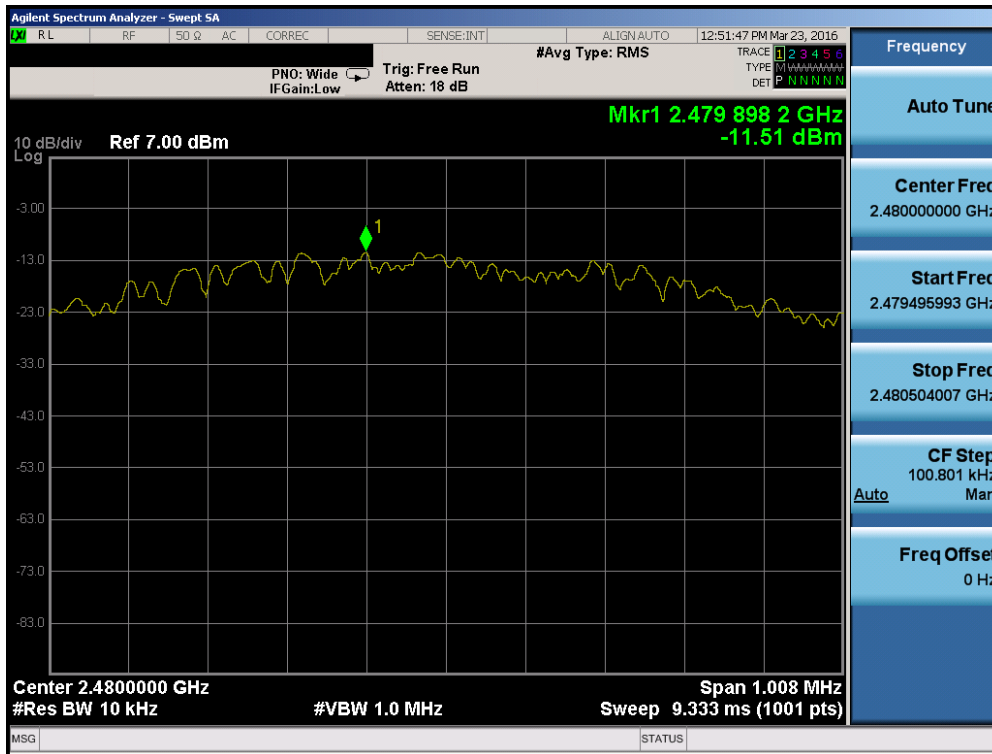 Agilent Spectrum Analyzer - Swept SA
LXI RL RF 50 Ω AC CORREC SENSE:INT ALIGN AUTO 12:51:47 PM Mar 23, 2016
#Avg Type: RMS
TRACE 1 2 3 4 5 6
TYPE M WWWWW
DET P N N N N N
PNO: Wide
IFGain:Low
Trig: Free Run
Atten: 18 dB
Mkr1 2.479 898 2 GHz
-11.51 dBm
10 dB/div Ref 7.00 dBm
Log
1
-3.00
-13.0
-23.0
-33.0
-43.0
-53.0
-63.0
-73.0
-83.0
Center 2.4800000 GHz Span 1.008 MHz
#Res BW 10 kHz #VBW 1.0 MHz Sweep 9.333 ms (1001 pts)
MSG STATUS
Frequency
Auto Tune
Center Freq
2.480000000 GHz
Start Freq
2.479495993 GHz
Stop Freq
2.480504007 GHz
CF Step
100.801 kHz
Auto Man
Freq Offset
0 Hz